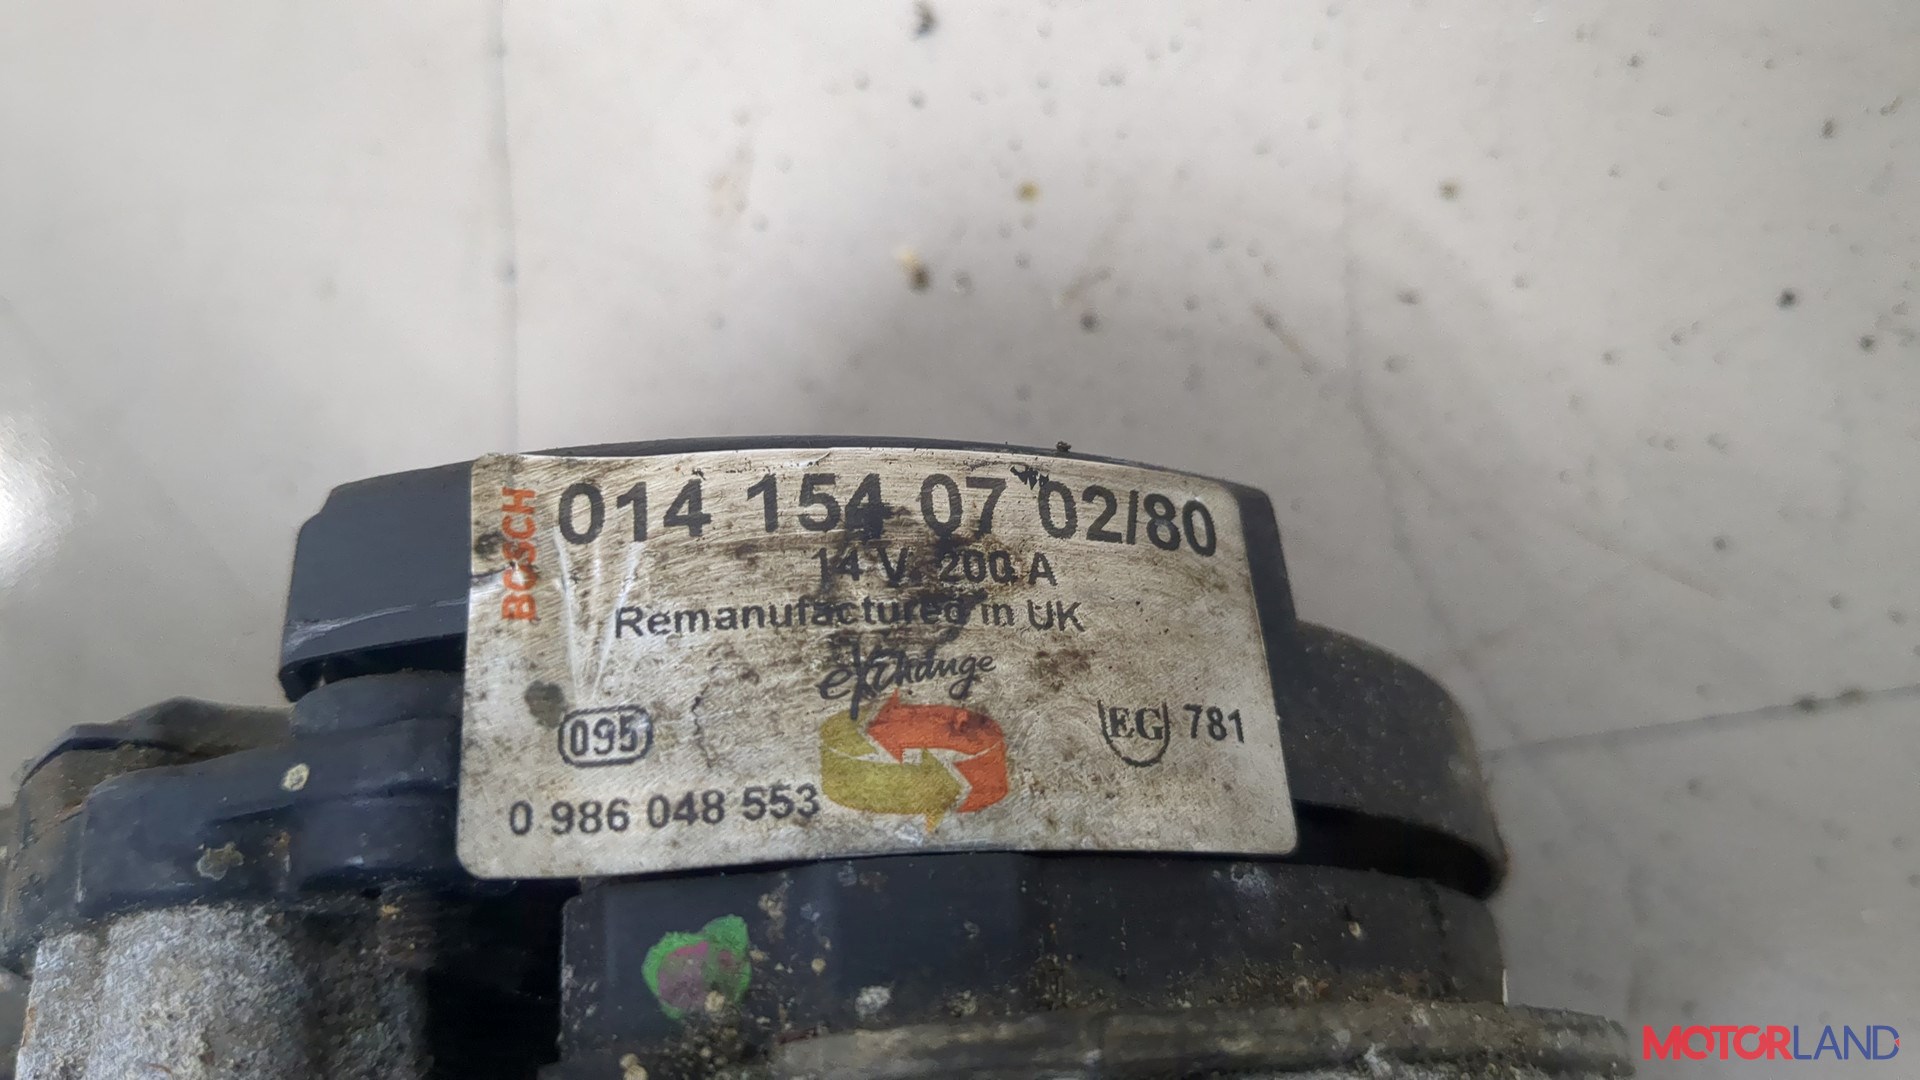 BOSCH
014 154 07 02/80
14 V 200 A
Remanufactured in UK
eXchange
095
EG 781
0 986 048 553
MOTORLAND